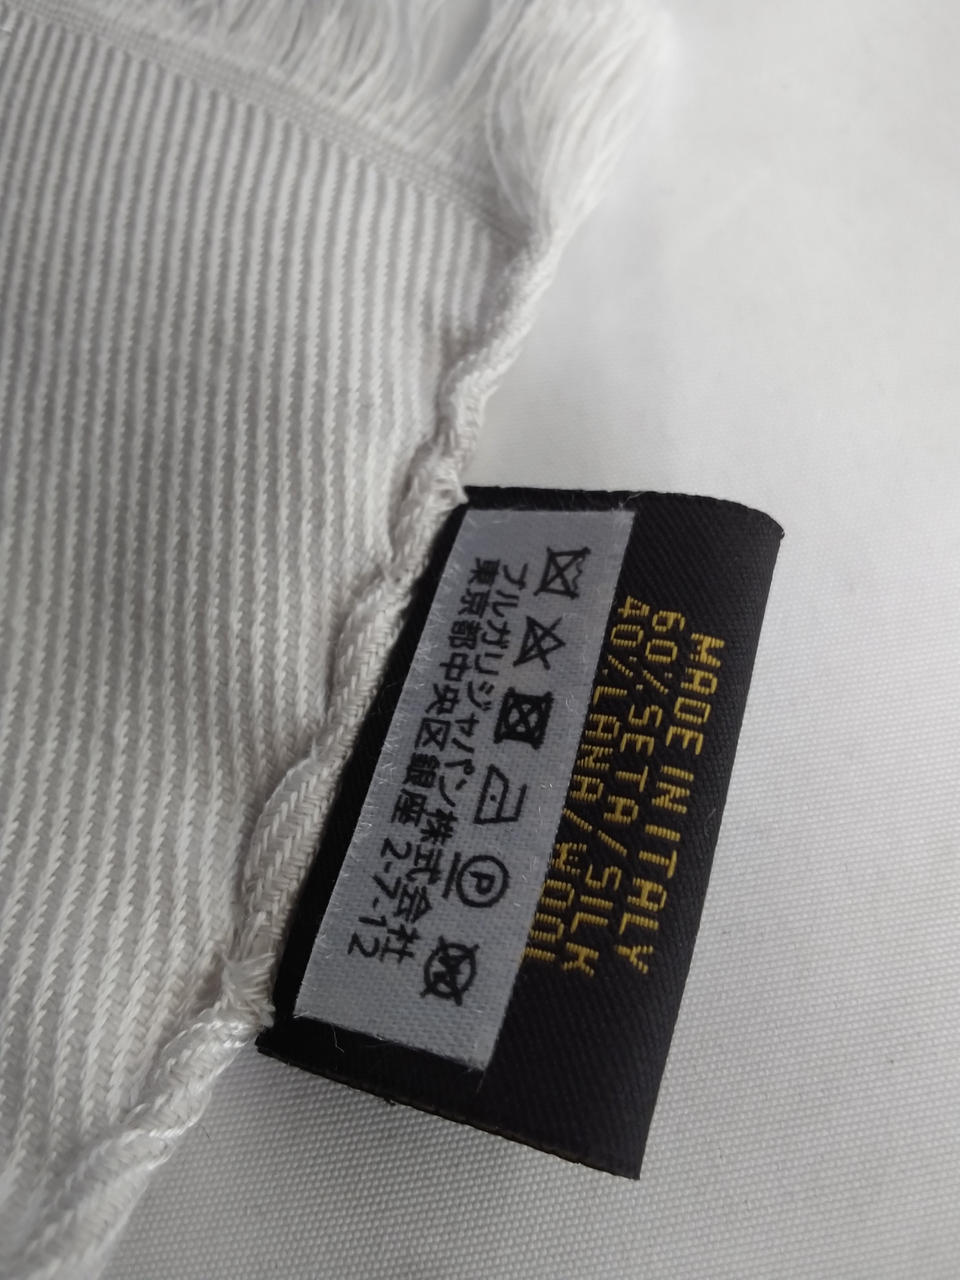 MADE IN ITALY
60%SETA/SILK
40%LANA/WOOL
P
ブルガリジャパン株式会社
東京都中央区銀座 2-7-12